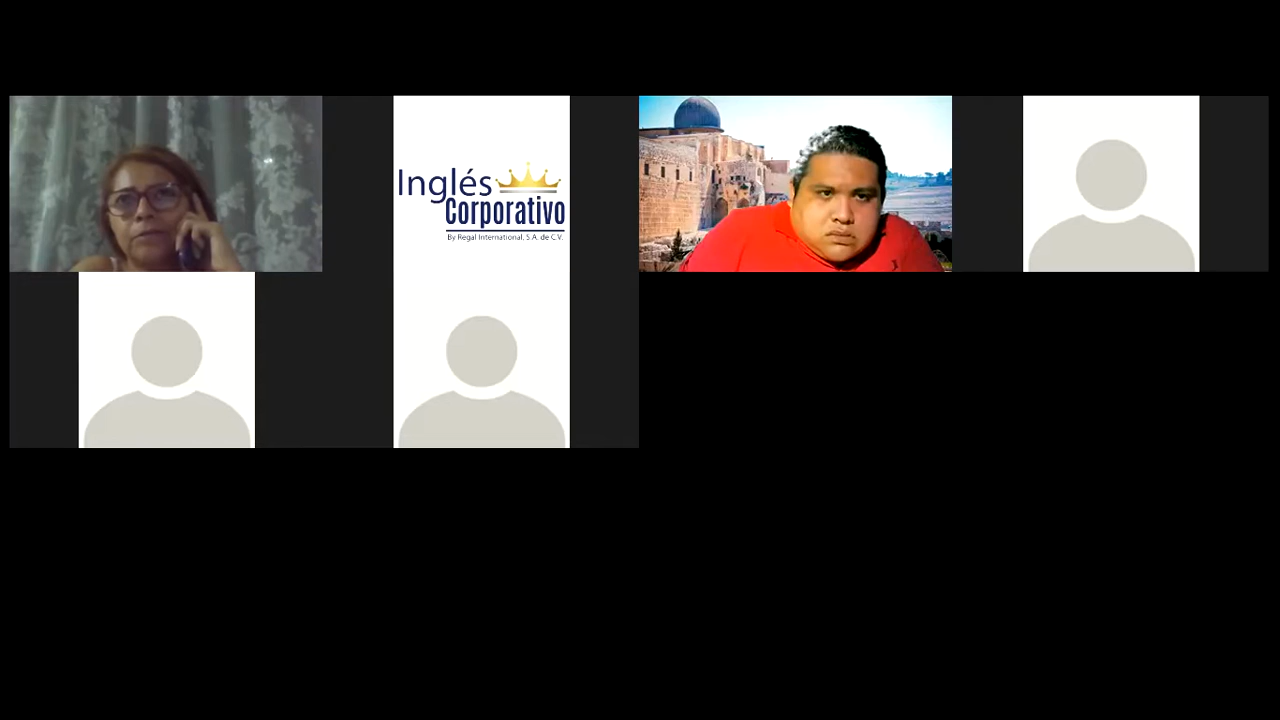 Inglés
Corporativo
By Regal International, S.A. de C.V.